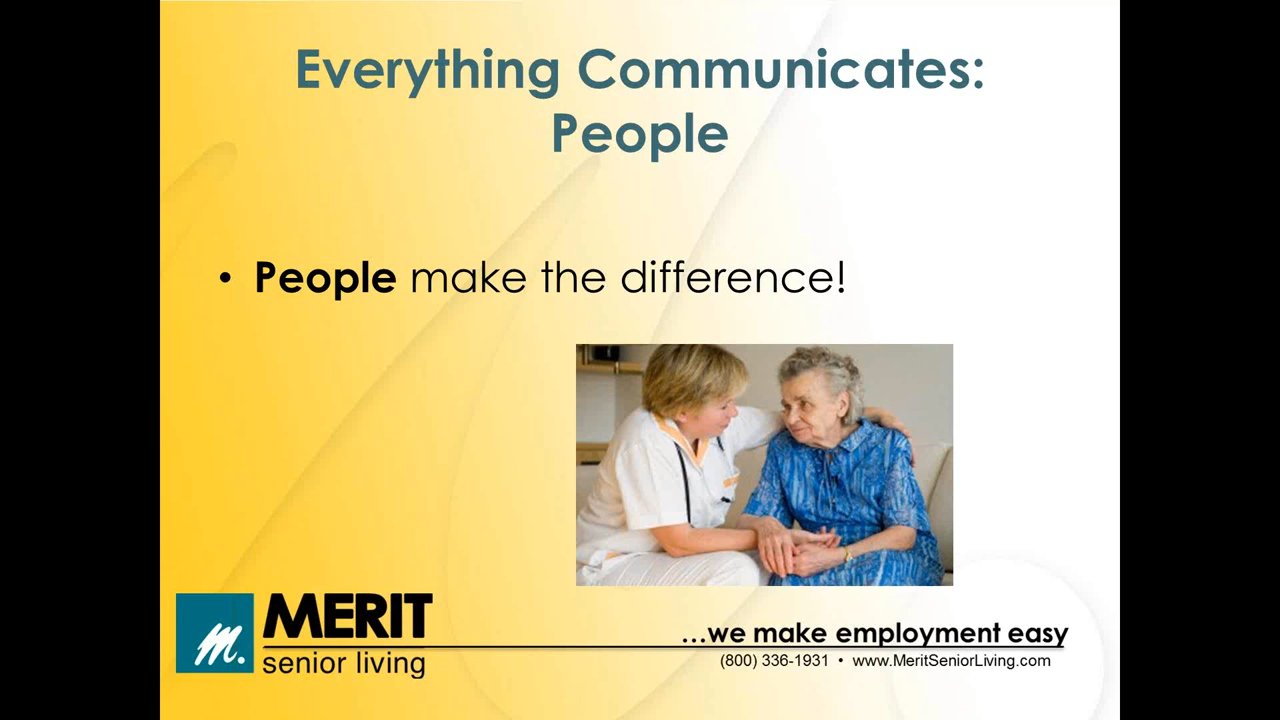 Everything Communicates:
People
• People make the difference!
m.
MERIT
senior living
...we make employment easy
(800) 336-1931 • www.MeritSeniorLiving.com